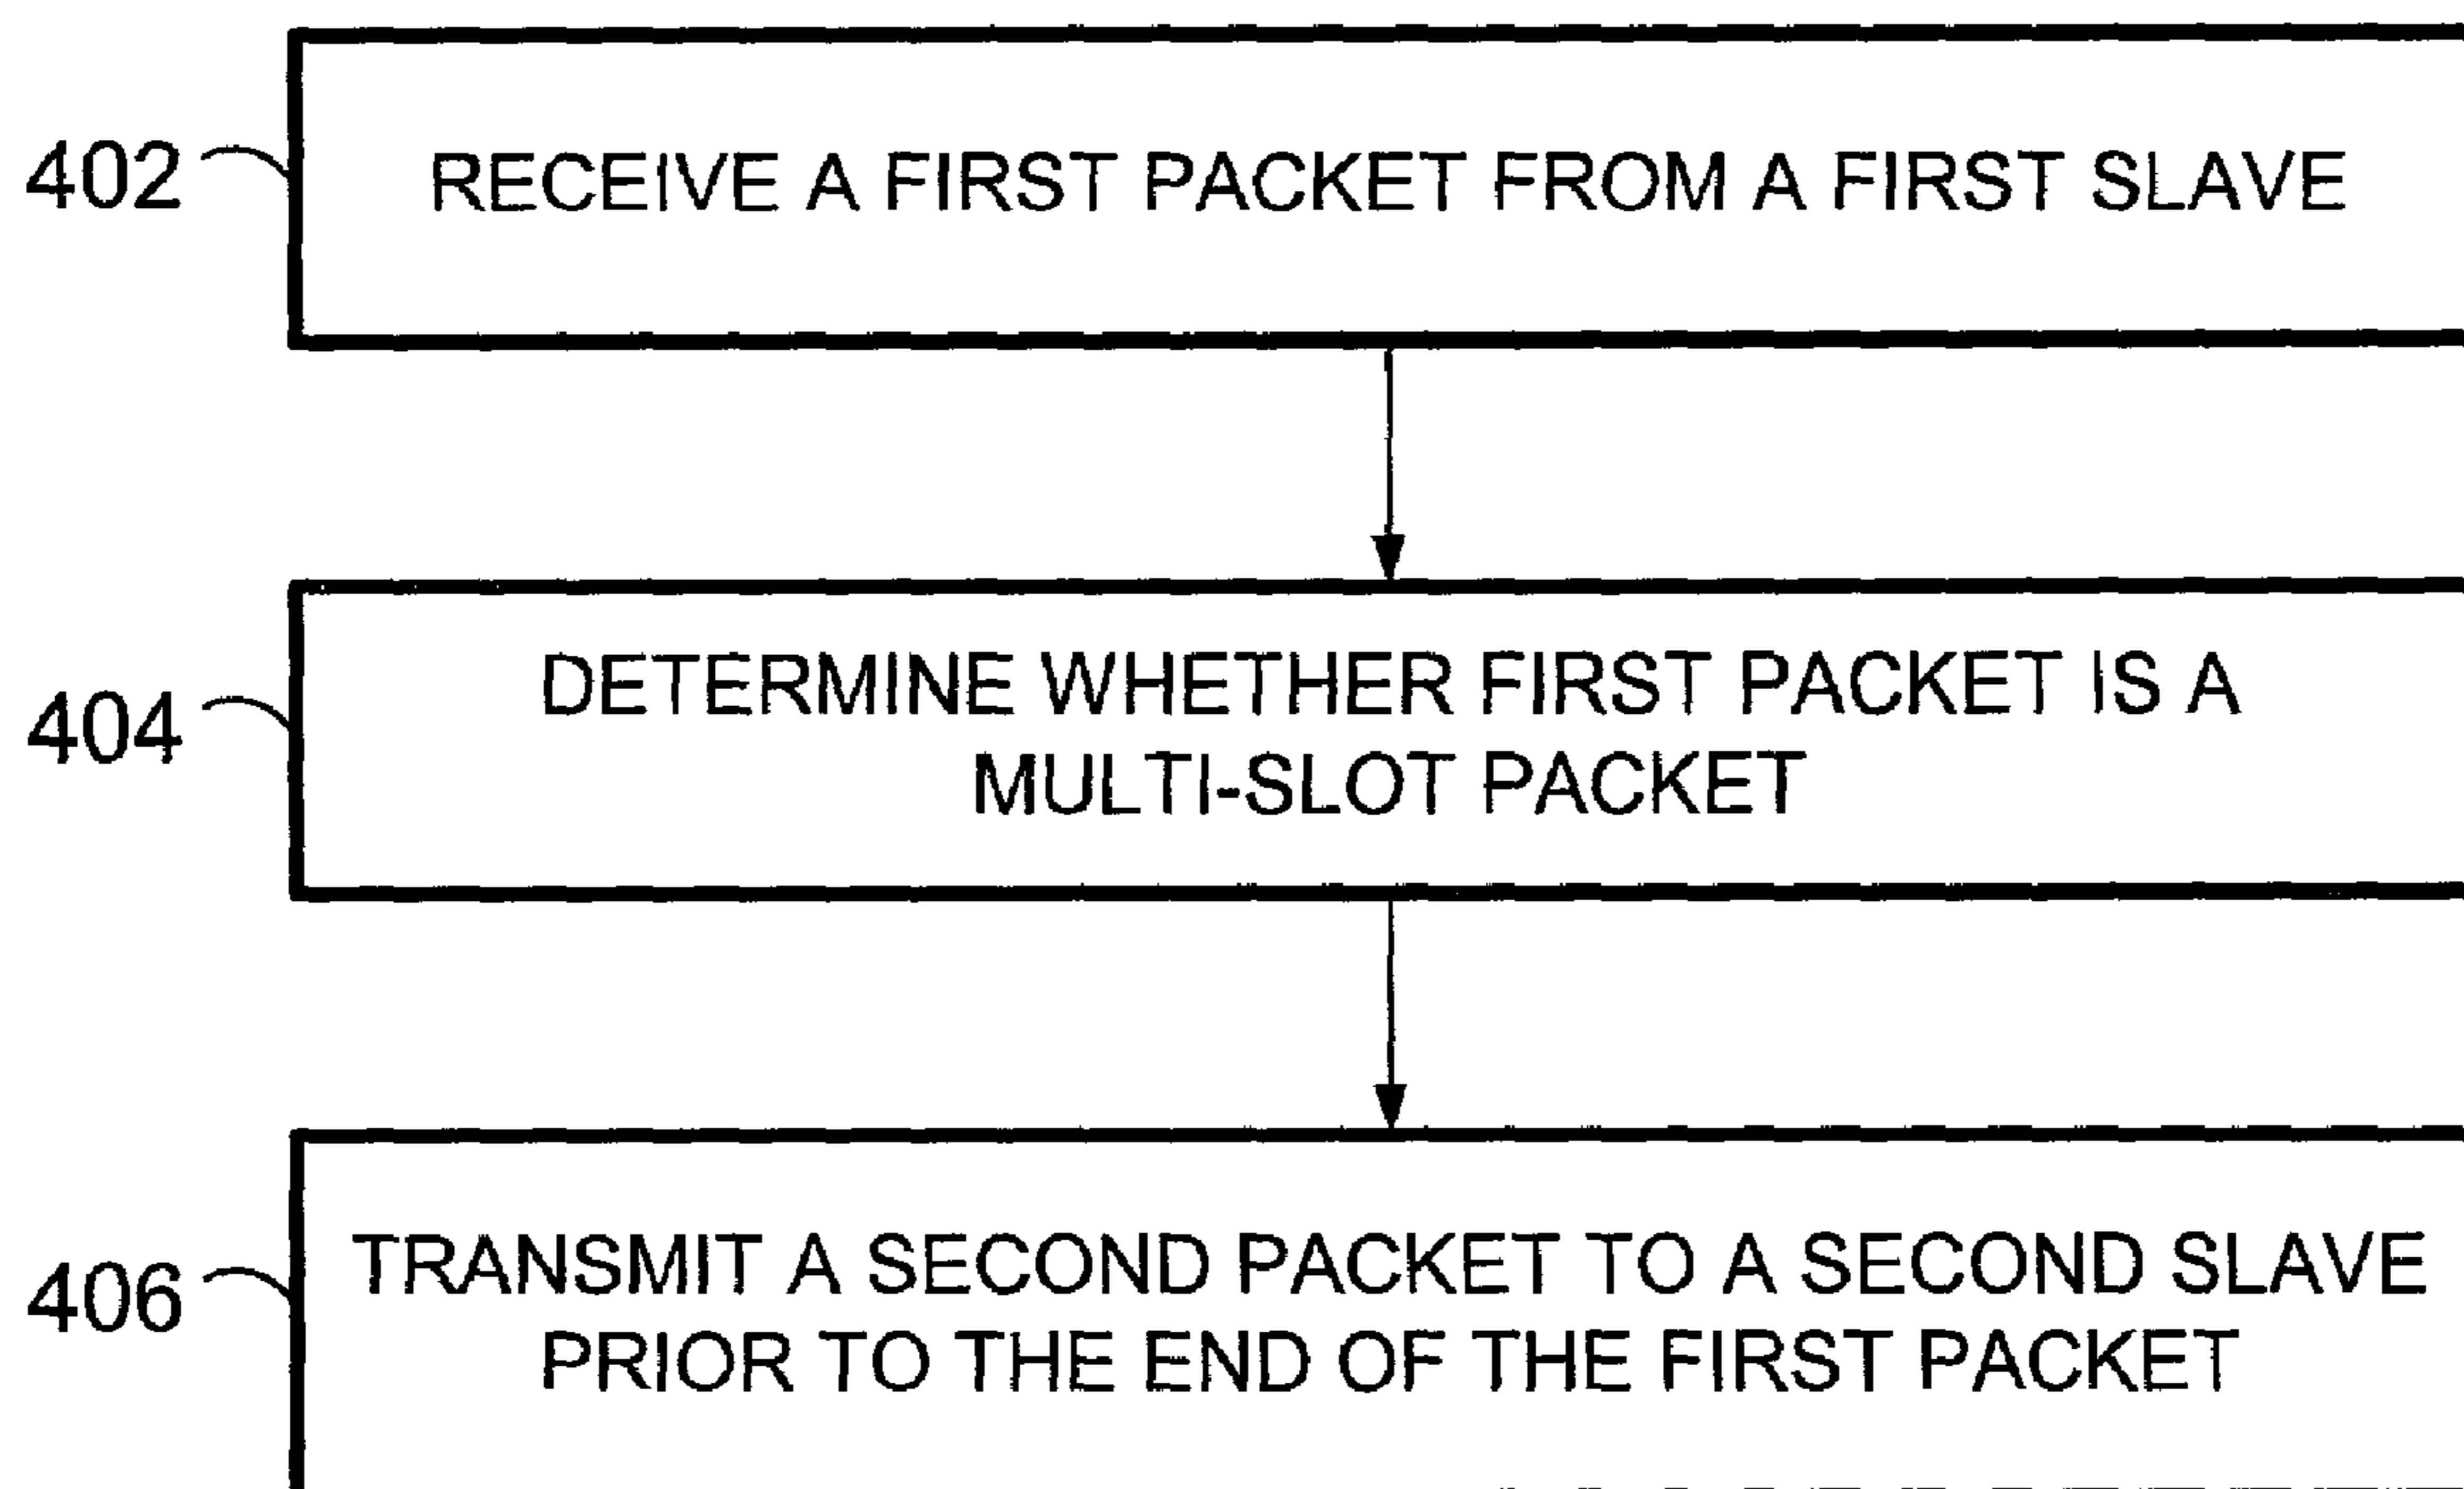 402
RECEIVE A FIRST PACKET FROM A FIRST SLAVE
404
DETERMINE WHETHER FIRST PACKET IS A
MULTI-SLOT PACKET
406
TRANSMIT A SECOND PACKET TO A SECOND SLAVE
PRIOR TO THE END OF THE FIRST PACKET